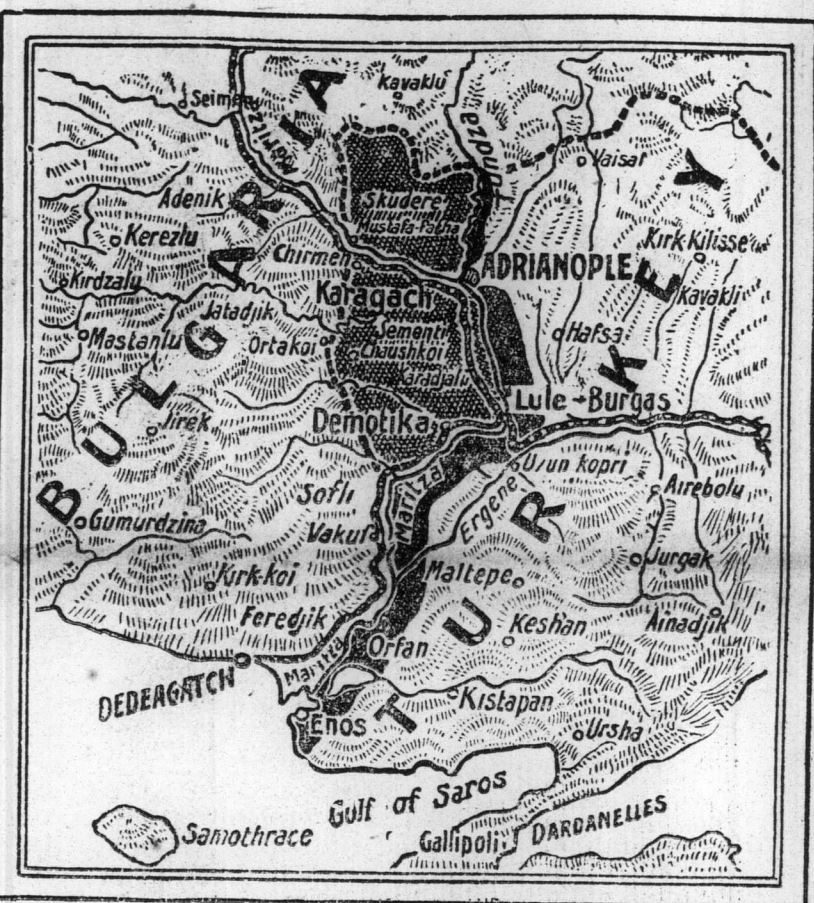 Kavaklu
Seimen
Maritza
Tundza
Vaisal
Skudere
Mustafa-Pasha
Adenik
Kerezlu
Kirk Kilisse
Chirmen
ADRIANOPLE
Kirdzalu
Karagach
Kavakli
Jatadjik
Sementi
Mastanlu
Ortakoi
Chaushkoi
Hafsa
Karadjalu
Lule-Burgas
Jirek
Demotika
BULGARIA
TURKEY
Usun kopri
Sofli
Maritza
Ergene
Airebolu
Gumurdzina
Vakufa
Jurgak
Kirk-koi
Maltepe
Feredjik
Keshan
Ainadjik
Orfan
Maritza
DEDEAGATCH
Kistapan
Enos
Ursha
Gulf of Saros
Samothrace
Gallipoli
DARDANELLES